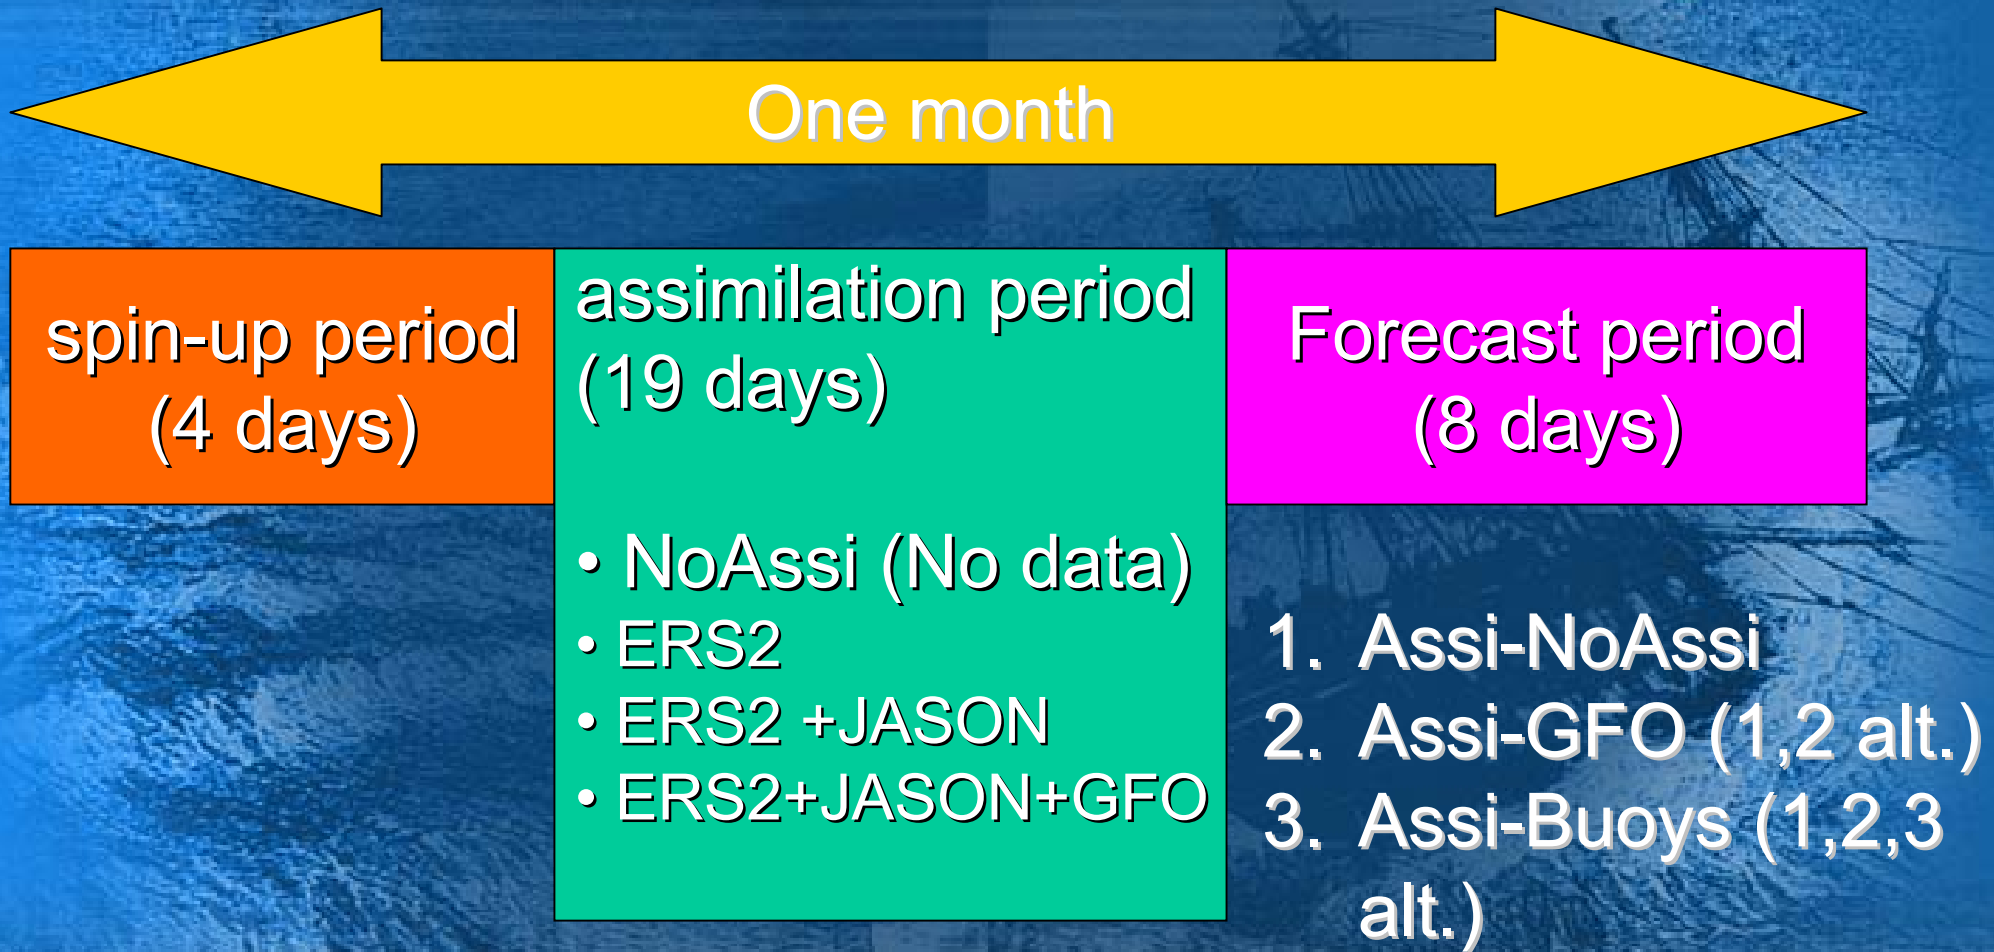 One month
spin-up period
(4 days)
assimilation period
(19 days)
• NoAssi (No data)
• ERS2
• ERS2 +JASON
• ERS2+JASON+GFO
Forecast period
(8 days)
1. Assi-NoAssi
2. Assi-GFO (1,2 alt.)
3. Assi-Buoys (1,2,3
alt.)